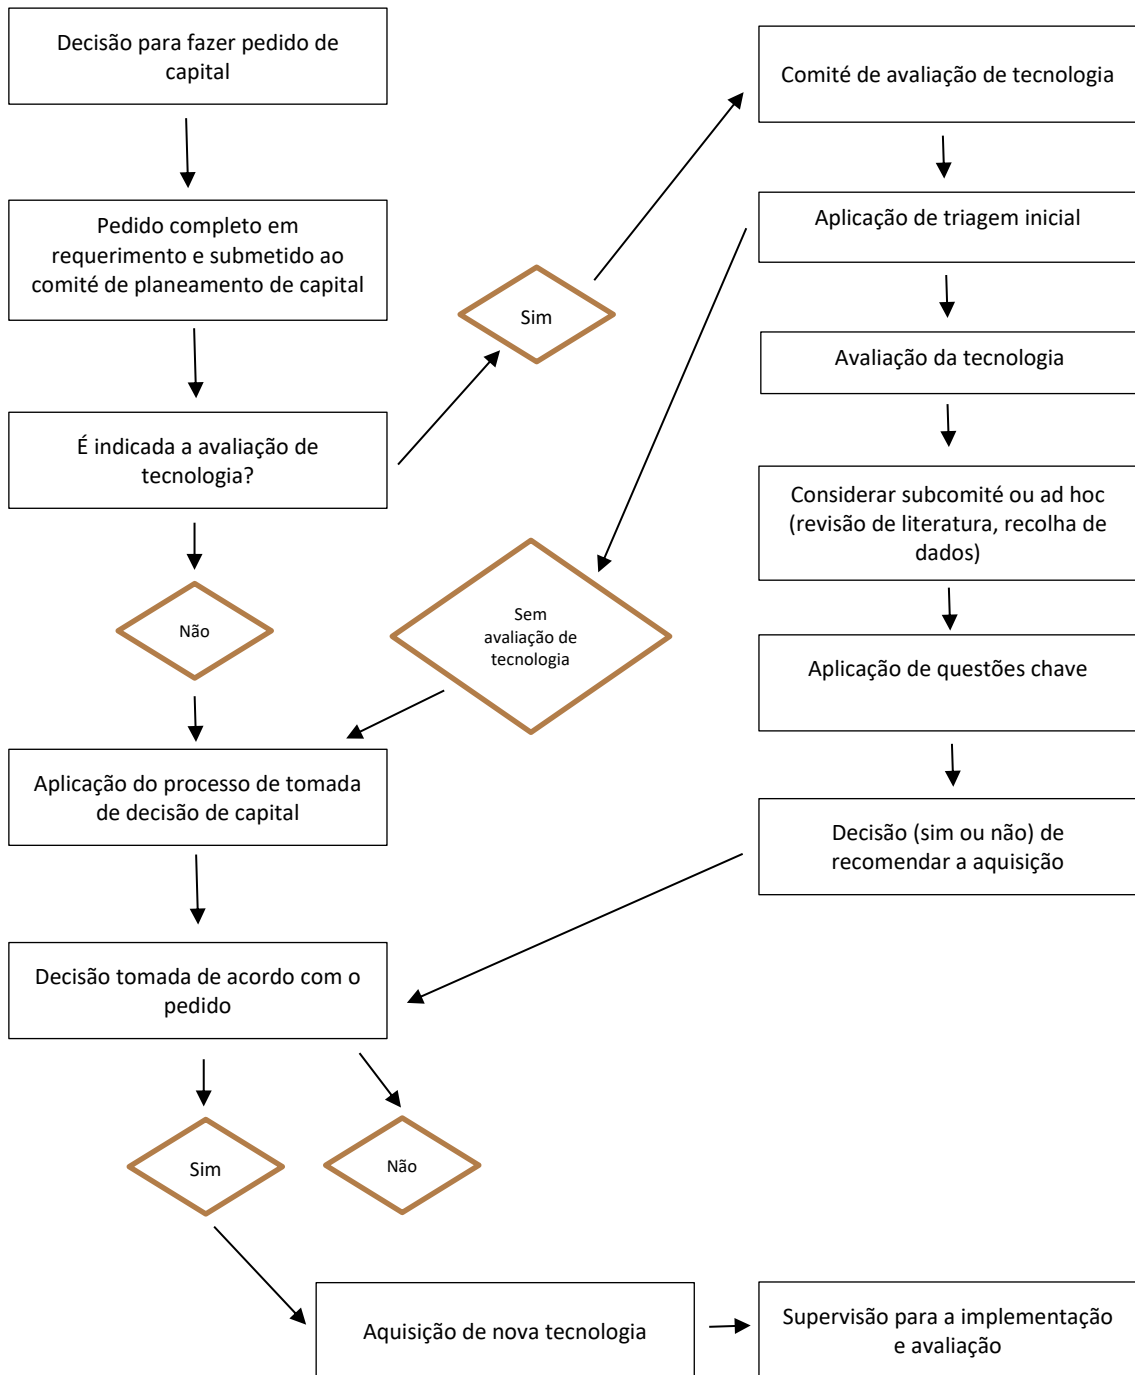 Decisão para fazer pedido de
capital
Pedido completo em
requerimento e submetido ao
comité de planeamento de capital
É indicada a avaliação de
tecnologia?
Não
Sim
Sem
avaliação de
tecnologia
Aplicação do processo de tomada
de decisão de capital
Decisão tomada de acordo com o
pedido
Sim
Não
Comité de avaliação de tecnologia
Aplicação de triagem inicial
Avaliação da tecnologia
Considerar subcomité ou ad hoc
(revisão de literatura, recolha de
dados)
Aplicação de questões chave
Decisão (sim ou não) de
recomendar a aquisição
Aquisição de nova tecnologia
Supervisão para a implementação
e avaliação